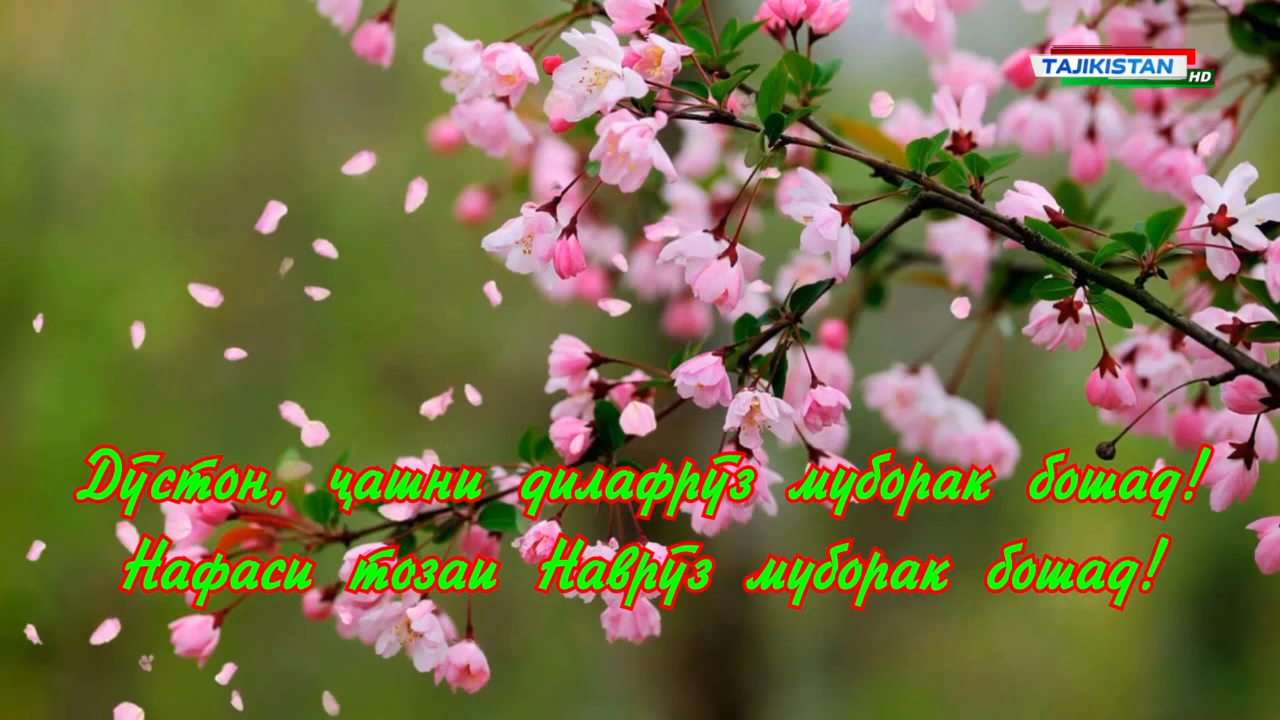 TAJIKISTAN HD
Дӯстон, ҷашни дилафрӯз муборак бошад!
Нафаси тозаи Наврӯз муборак бошад!